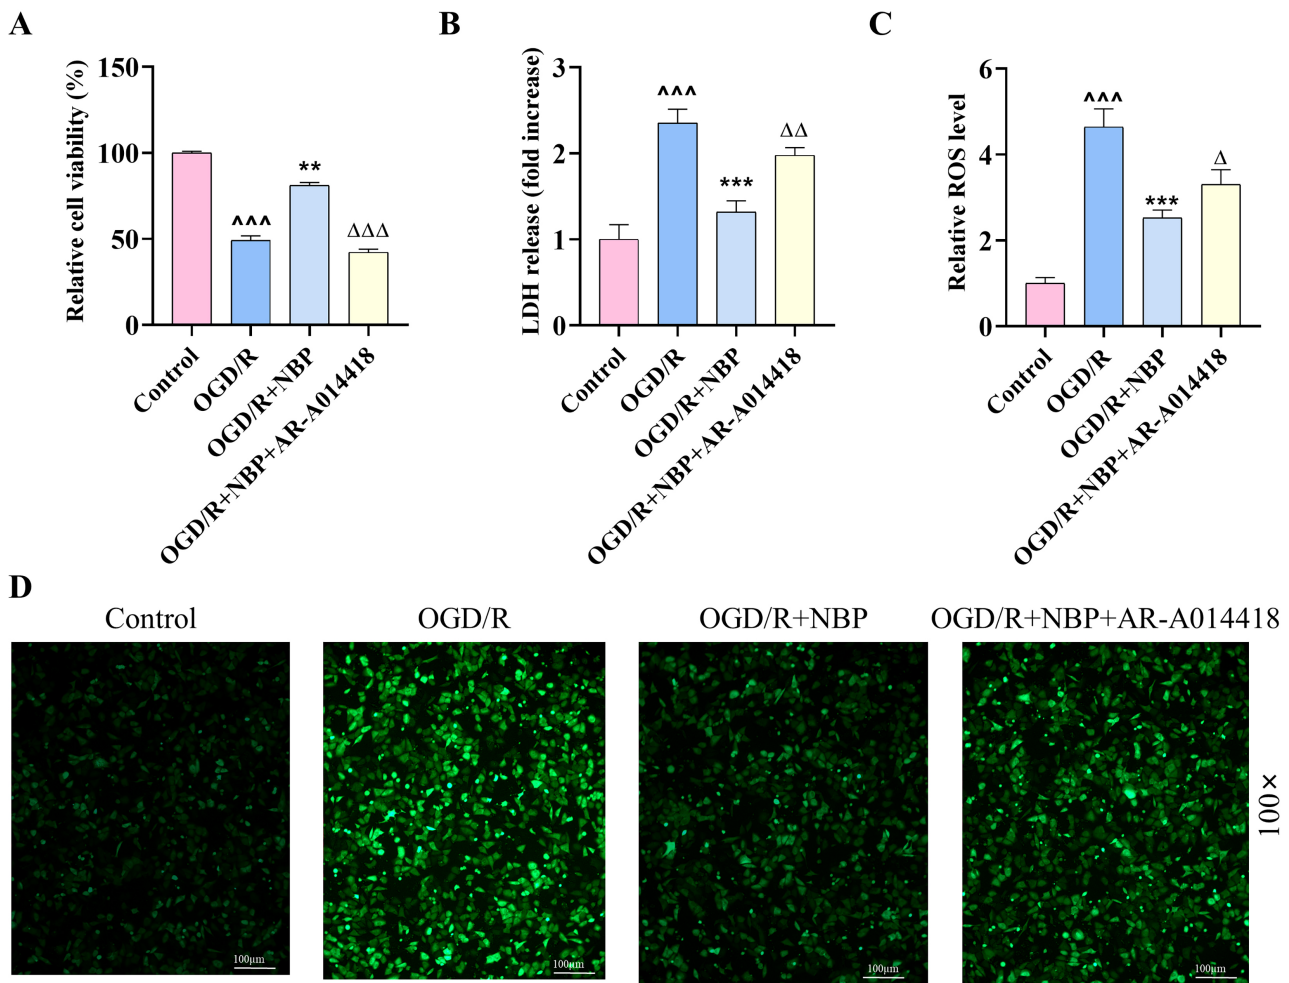 A
Relative cell viability (%)
150
100
50
0
^^^
**
ΔΔΔ
Control
OGD/R
OGD/R+NBP
OGD/R+NBP+AR-A014418
B
LDH release (fold increase)
3
2
1
0
^^^
***
ΔΔ
Control
OGD/R
OGD/R+NBP
OGD/R+NBP+AR-A014418
C
Relative ROS level
6
4
2
0
^^^
***
Δ
Control
OGD/R
OGD/R+NBP
OGD/R+NBP+AR-A014418
D
Control
OGD/R
OGD/R+NBP
OGD/R+NBP+AR-A014418
100μm
100μm
100μm
100μm
100×